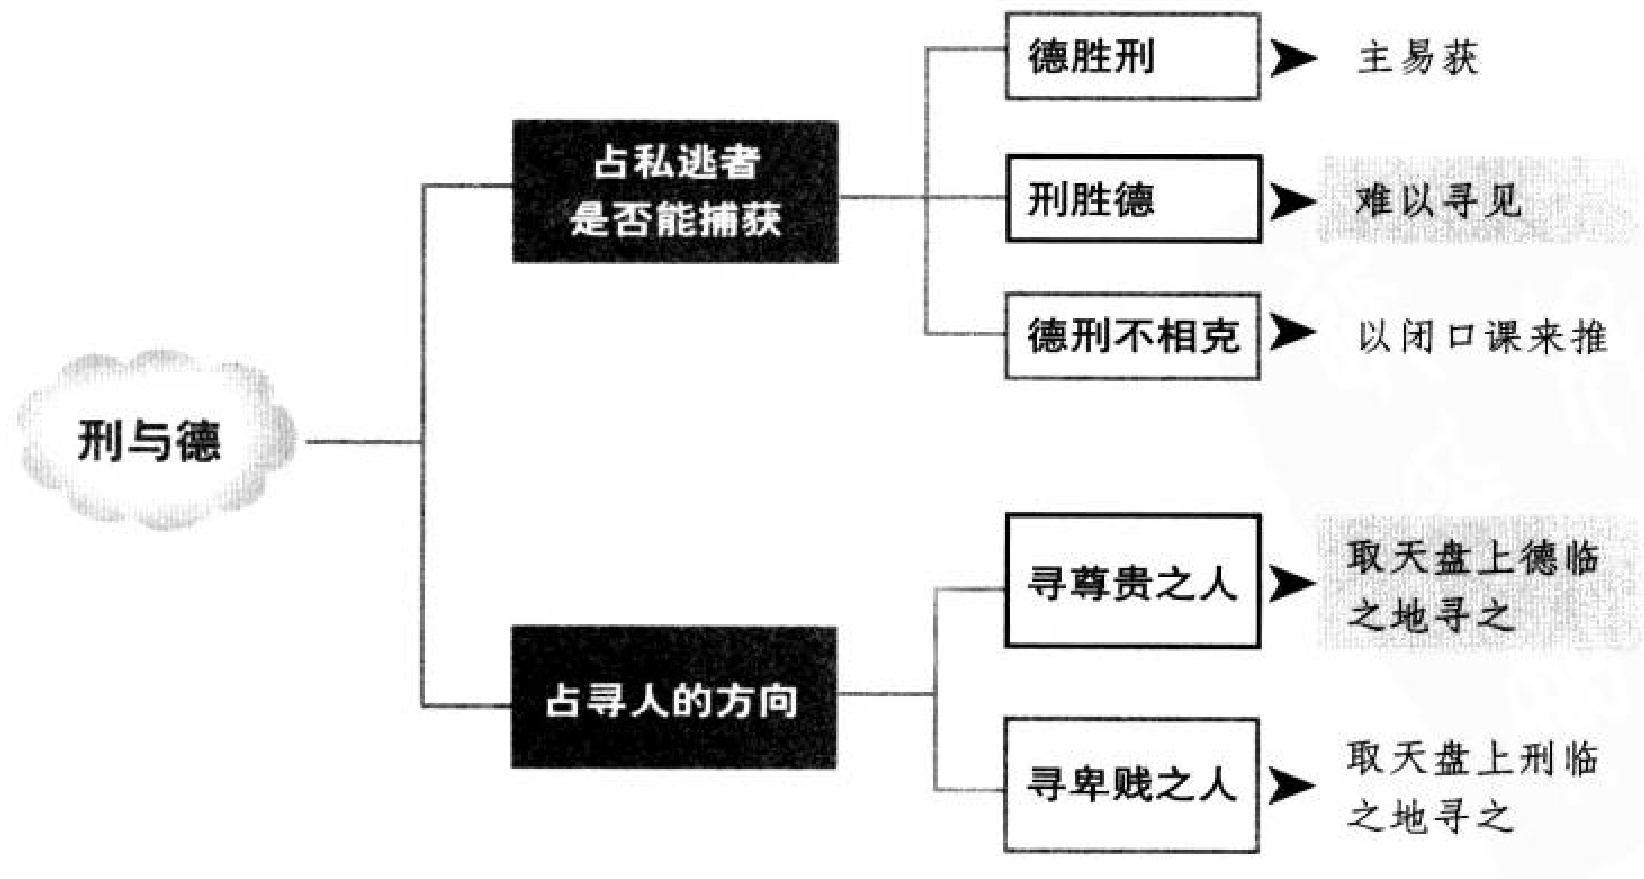 刑与德
占私逃者
是否能捕获
德胜刑
主易获
刑胜德
难以寻见
德刑不相克
以闭口课来推
占寻人的方向
寻尊贵之人
取天盘上德临
之地寻之
寻卑贱之人
取天盘上刑临
之地寻之